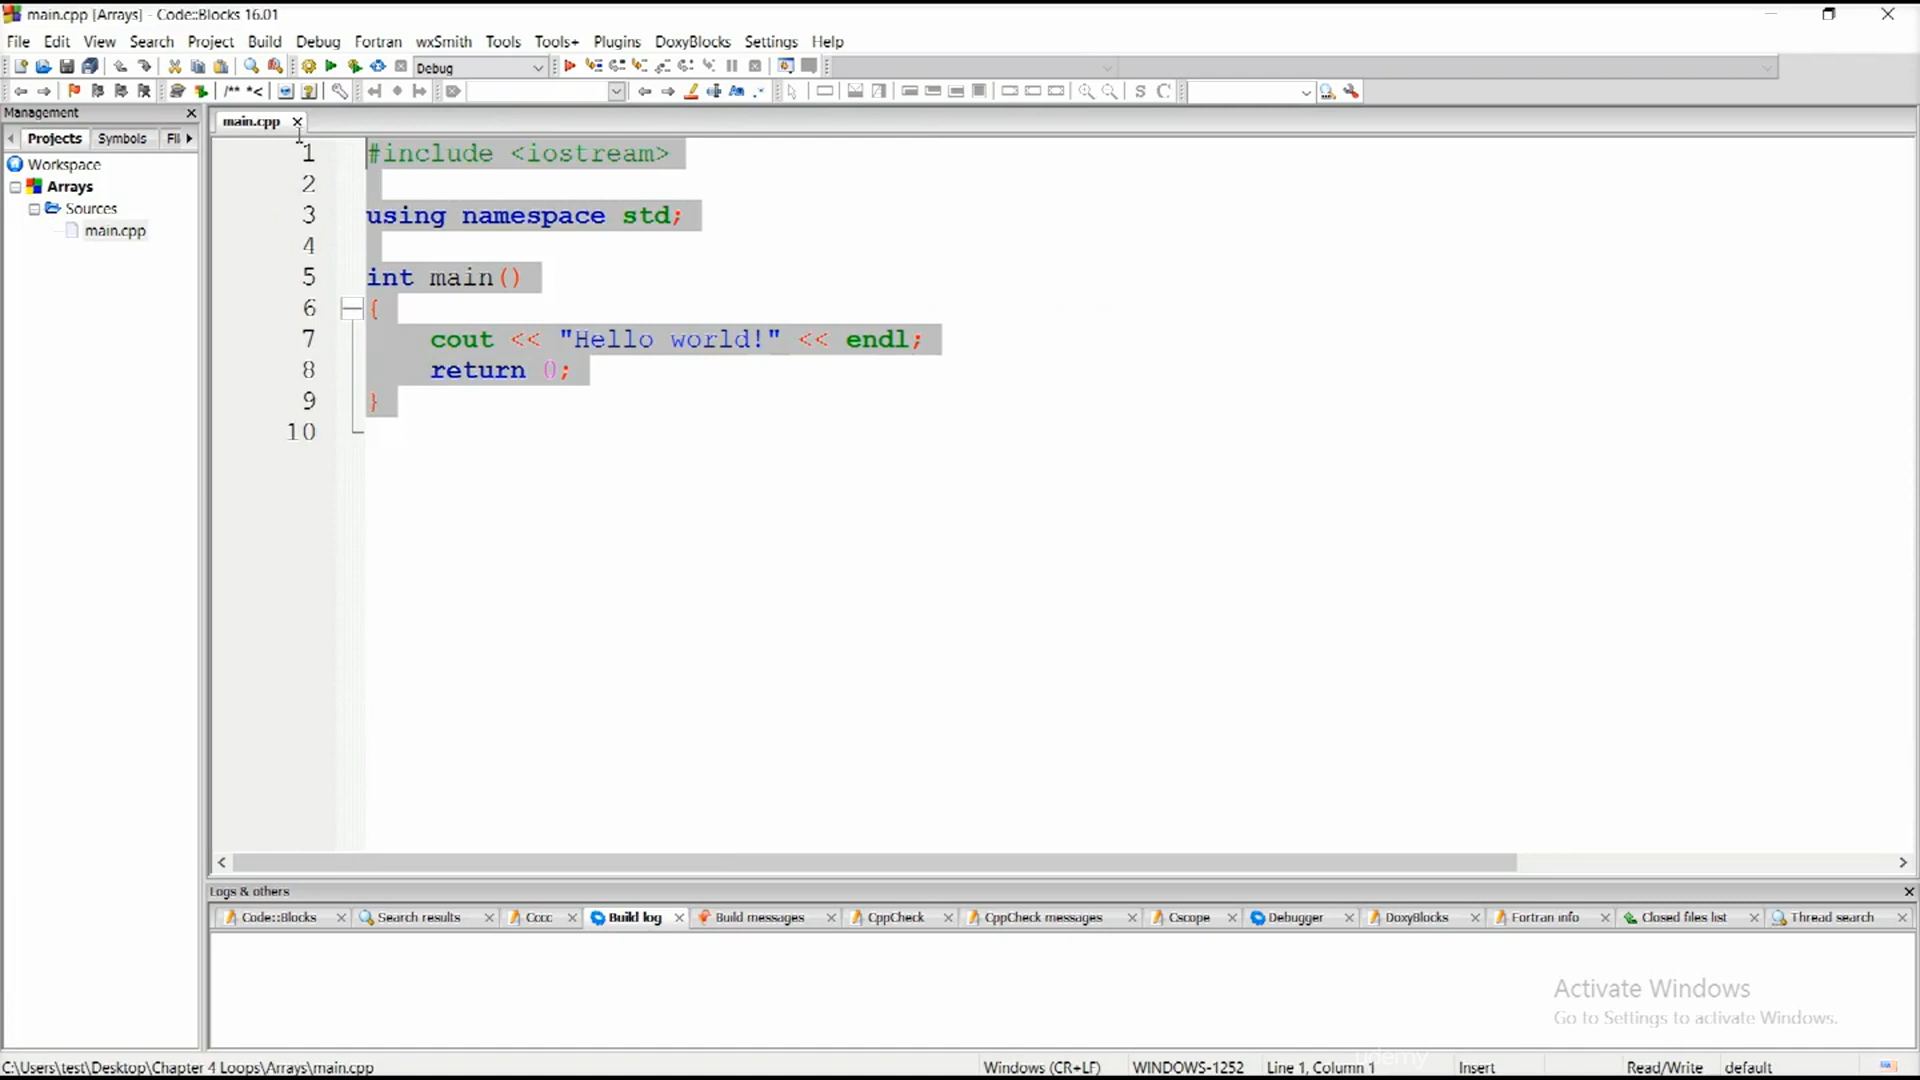 main.cpp [Arrays] - Code::Blocks 16.01
File Edit View Search Project Build Debug Fortran wxSmith Tools Tools+ Plugins DoxyBlocks Settings Help
Debug
/** *<
S C
Management
main.cpp
Projects Symbols Fil
Workspace
Arrays
Sources
main.cpp
1 #include <iostream>
2
3 using namespace std;
4
5 int main()
6 {
7 cout << "Hello world!" << endl;
8 return 0;
9 }
10
Logs & others
Code::Blocks Search results Cccc Build log Build messages CppCheck CppCheck messages Cscope Debugger DoxyBlocks Fortran info Closed files list Thread search
Activate Windows
Go to Settings to activate Windows.
udemy
C:\Users\test\Desktop\Chapter 4 Loops\Arrays\main.cpp Windows (CR+LF) WINDOWS-1252 Line 1, Column 1 Insert Read/Write default